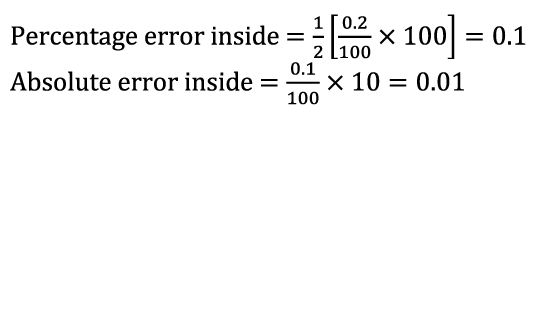 Percentage error inside = 1/2 [0.2/100 × 100] = 0.1
Absolute error inside = 0.1/100 × 10 = 0.01